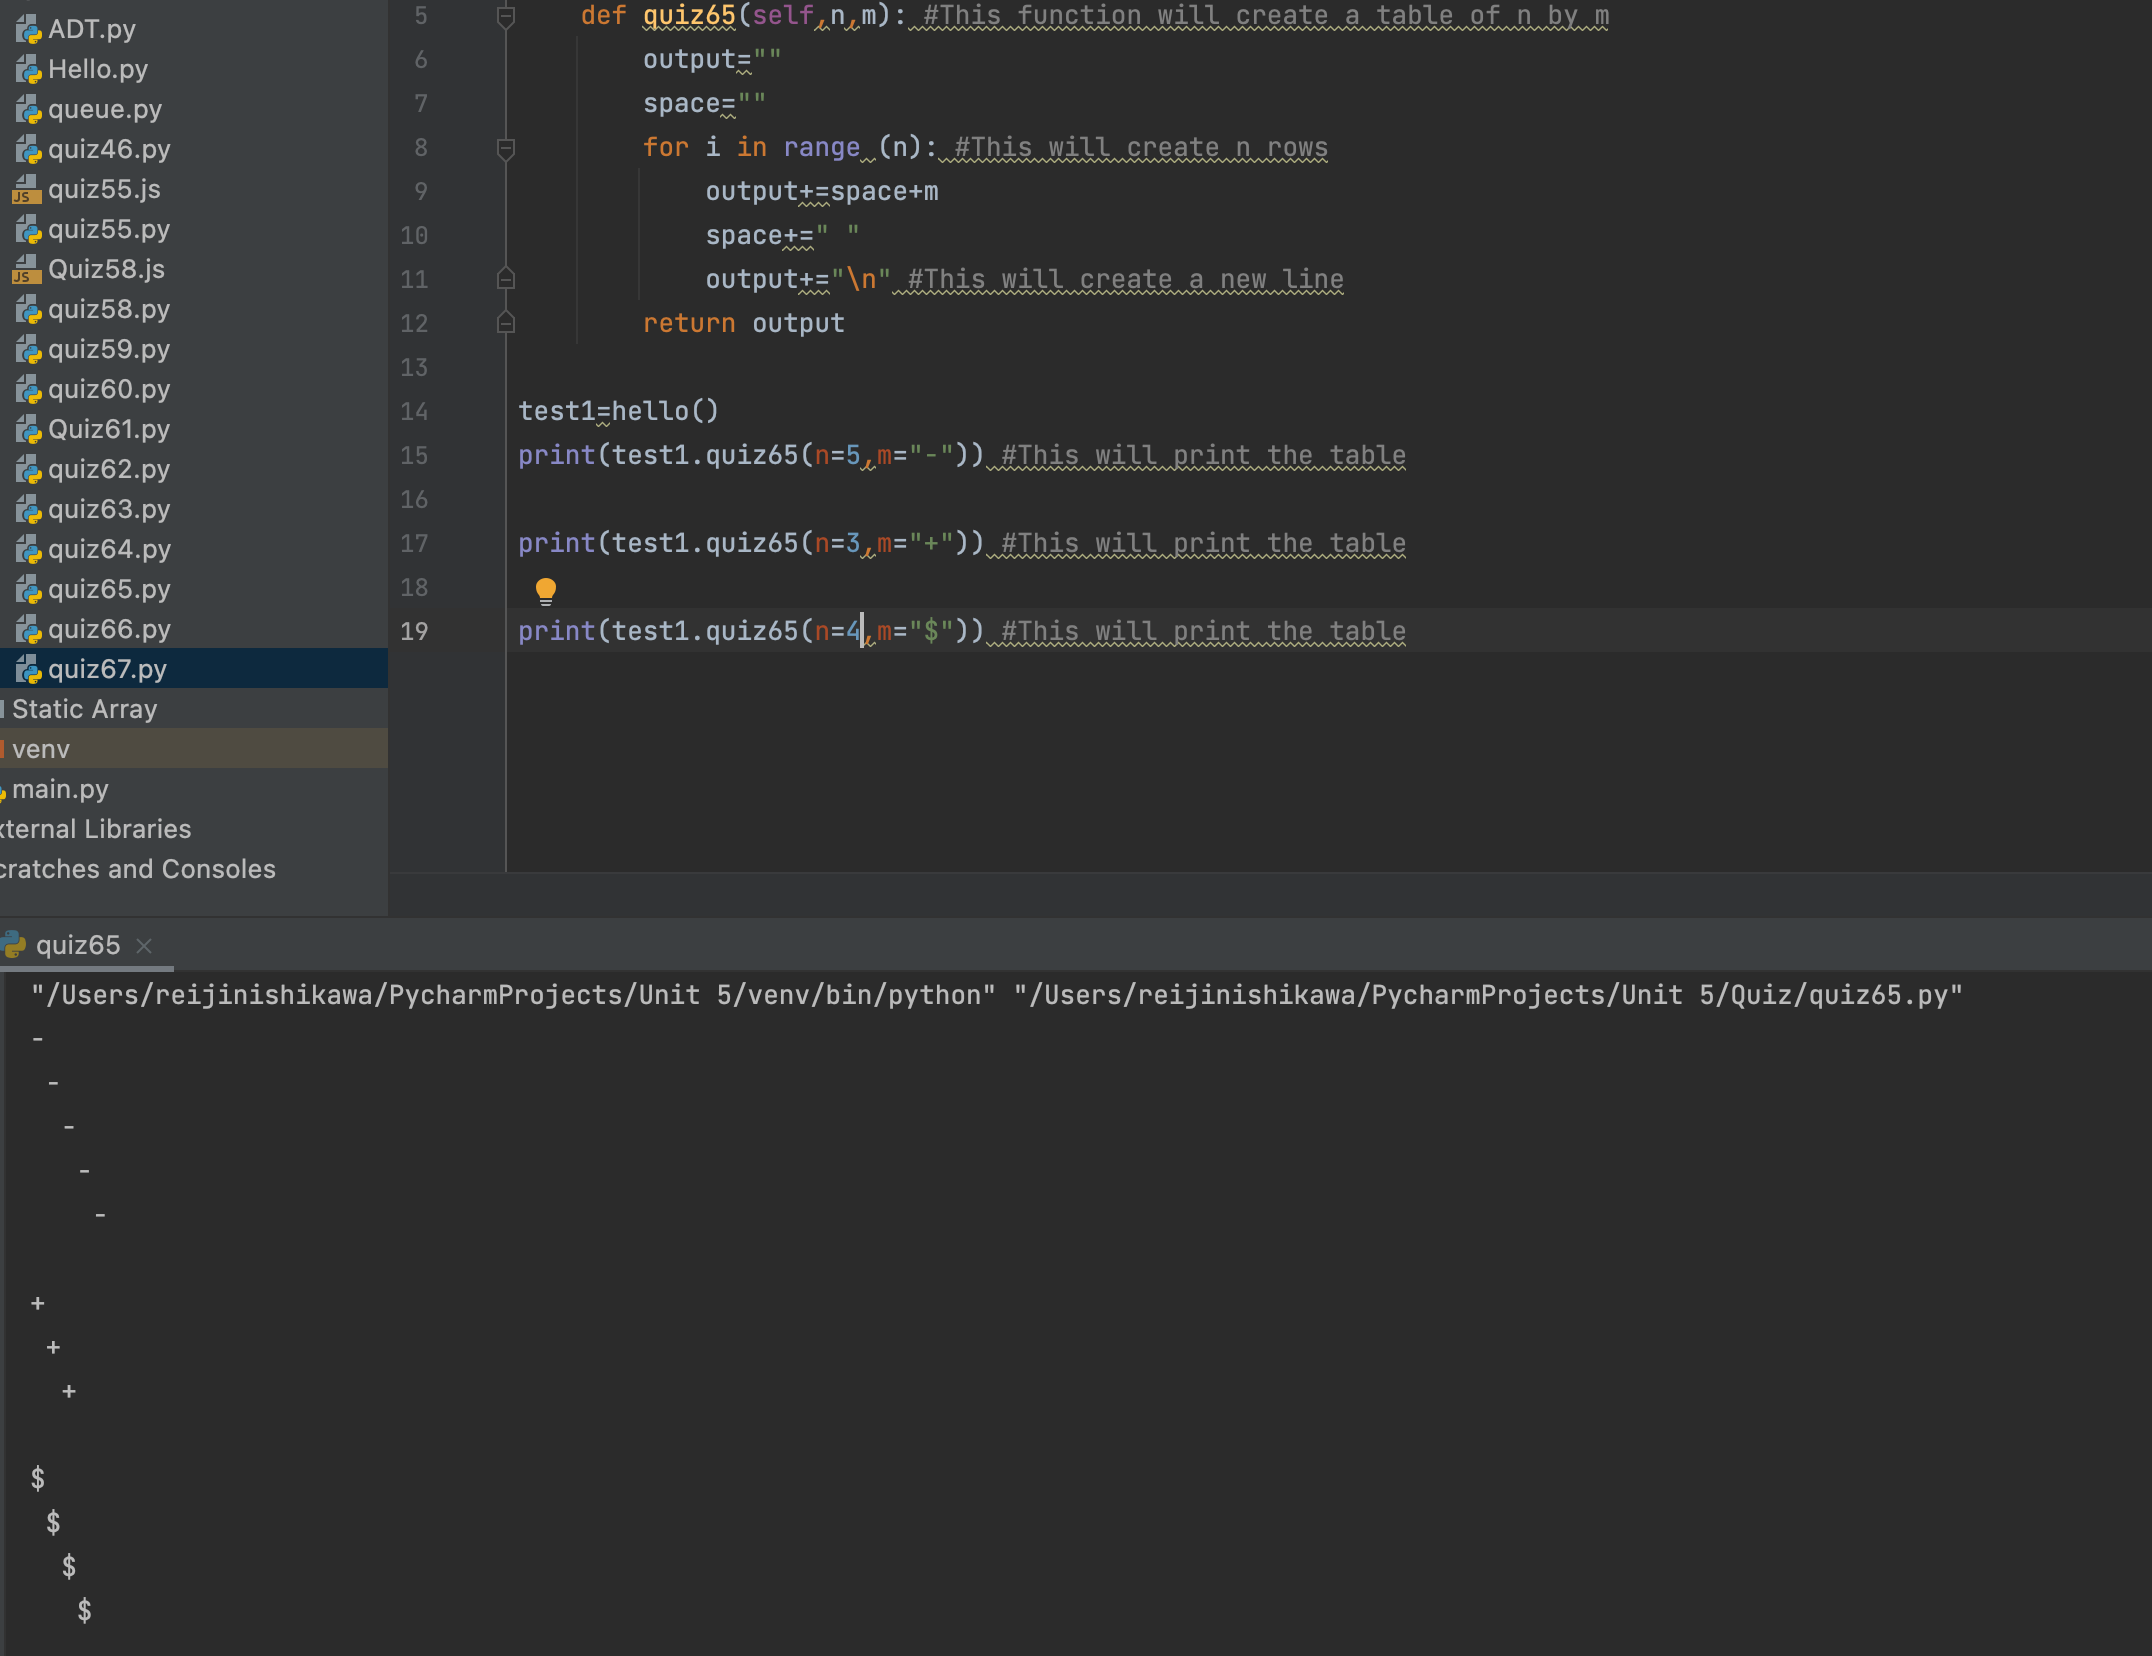 ADT.py
Hello.py
queue.py
quiz46.py
quiz55.js
quiz55.py
Quiz58.js
quiz58.py
quiz59.py
quiz60.py
Quiz61.py
quiz62.py
quiz63.py
quiz64.py
quiz65.py
quiz66.py
quiz67.py
Static Array
venv
main.py
xternal Libraries
cratches and Consoles
5     def quiz65(self,n,m): #This function will create a table of n by m
6         output=""
7         space=""
8         for i in range (n): #This will create n rows
9             output+=space+m
10             space+=" "
11             output+="\n" #This will create a new line
12         return output
13
14 test1=hello()
15 print(test1.quiz65(n=5,m="-")) #This will print the table
16
17 print(test1.quiz65(n=3,m="+")) #This will print the table
18
19 print(test1.quiz65(n=4,m="$")) #This will print the table
quiz65 ×
"/Users/reijinishikawa/PycharmProjects/Unit 5/venv/bin/python" "/Users/reijinishikawa/PycharmProjects/Unit 5/Quiz/quiz65.py"
-
 -
  -
   -
    -

+
 +
  +

$
 $
  $
   $